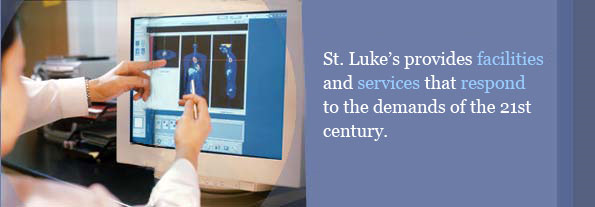 St. Luke's provides facilities
and services that respond
to the demands of the 21st
century.